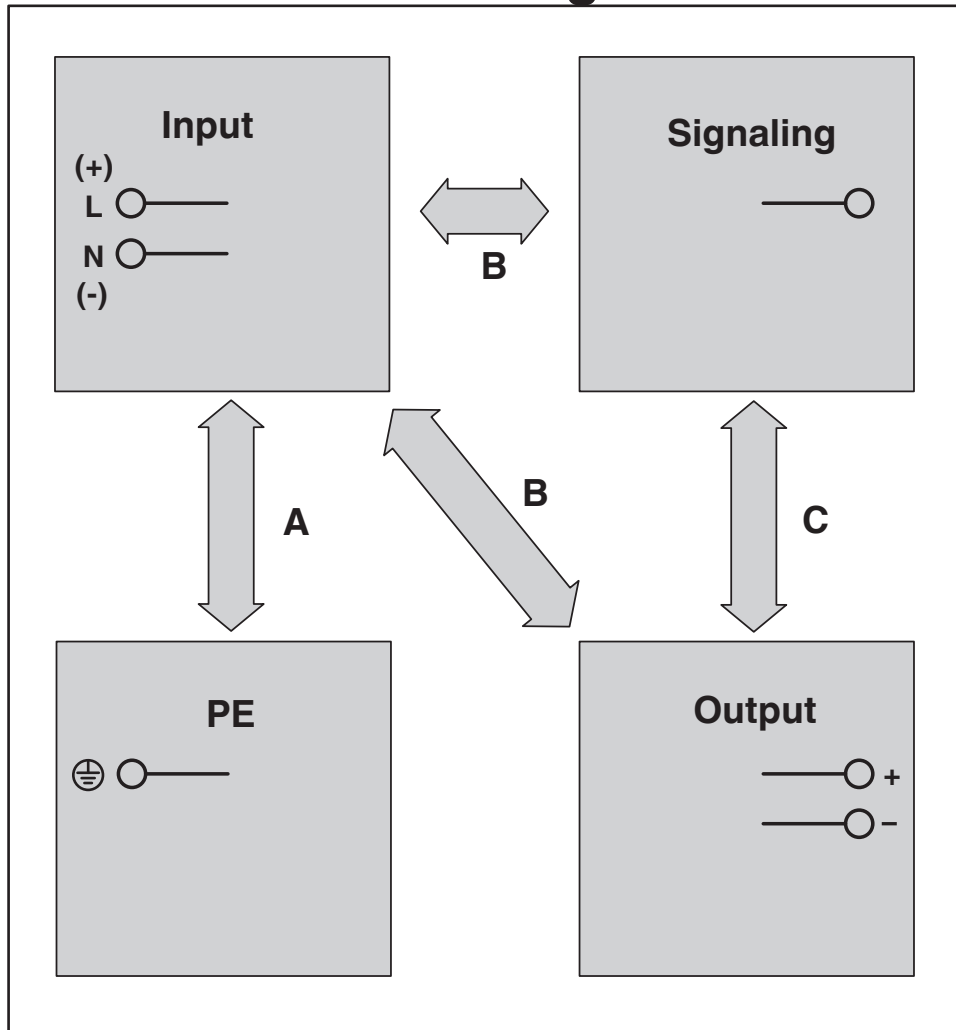 Input
(+)
L
N
(-)
B
Signaling
A
B
C
PE
Output
+
–